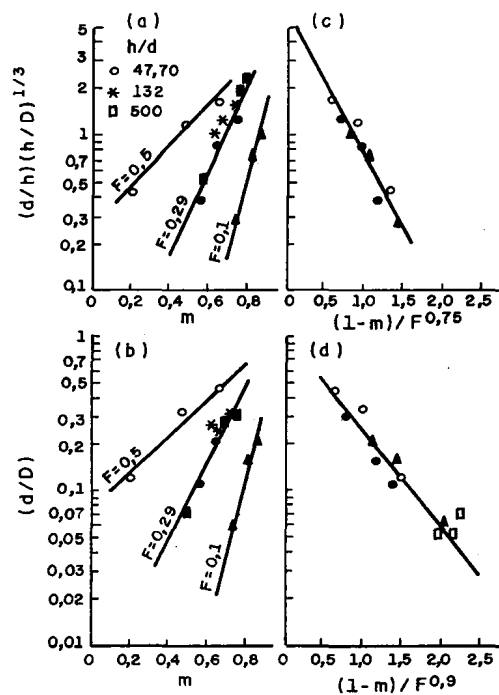 (a)
h/d
○ 47,70
* 132
▯ 500
(c)
(d/h)(h/D)^1/3
5
3
2
1
0,7
0,5
0,3
0,2
0,1
F=0,5
F=0,29
F=0,1
0 0,2 0,4 0,6 0,8
m
0,5 1,0 1,5 2,0 2,5
(l-m)/F^0,75
(b)
(d)
(d/D)
1
0,7
0,5
0,3
0,2
0,1
0,07
0,05
0,03
0,02
0,01
F=0,5
F=0,29
F=0,1
0 0,2 0,4 0,6 0,8
m
0 0,5 1,0 1,5 2,0 2,5
(l-m)/F^0,9